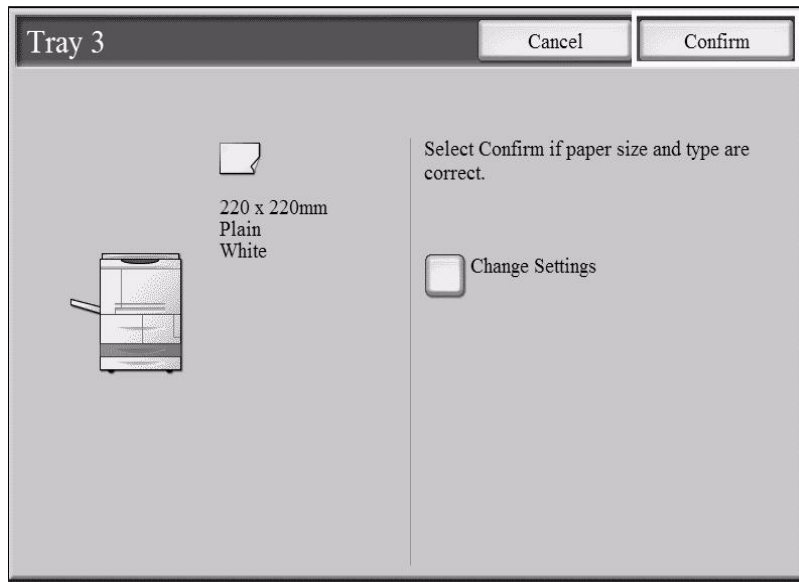 Tray 3
Cancel
Confirm
220 x 220mm
Plain
White
Select Confirm if paper size and type are
correct.
Change Settings